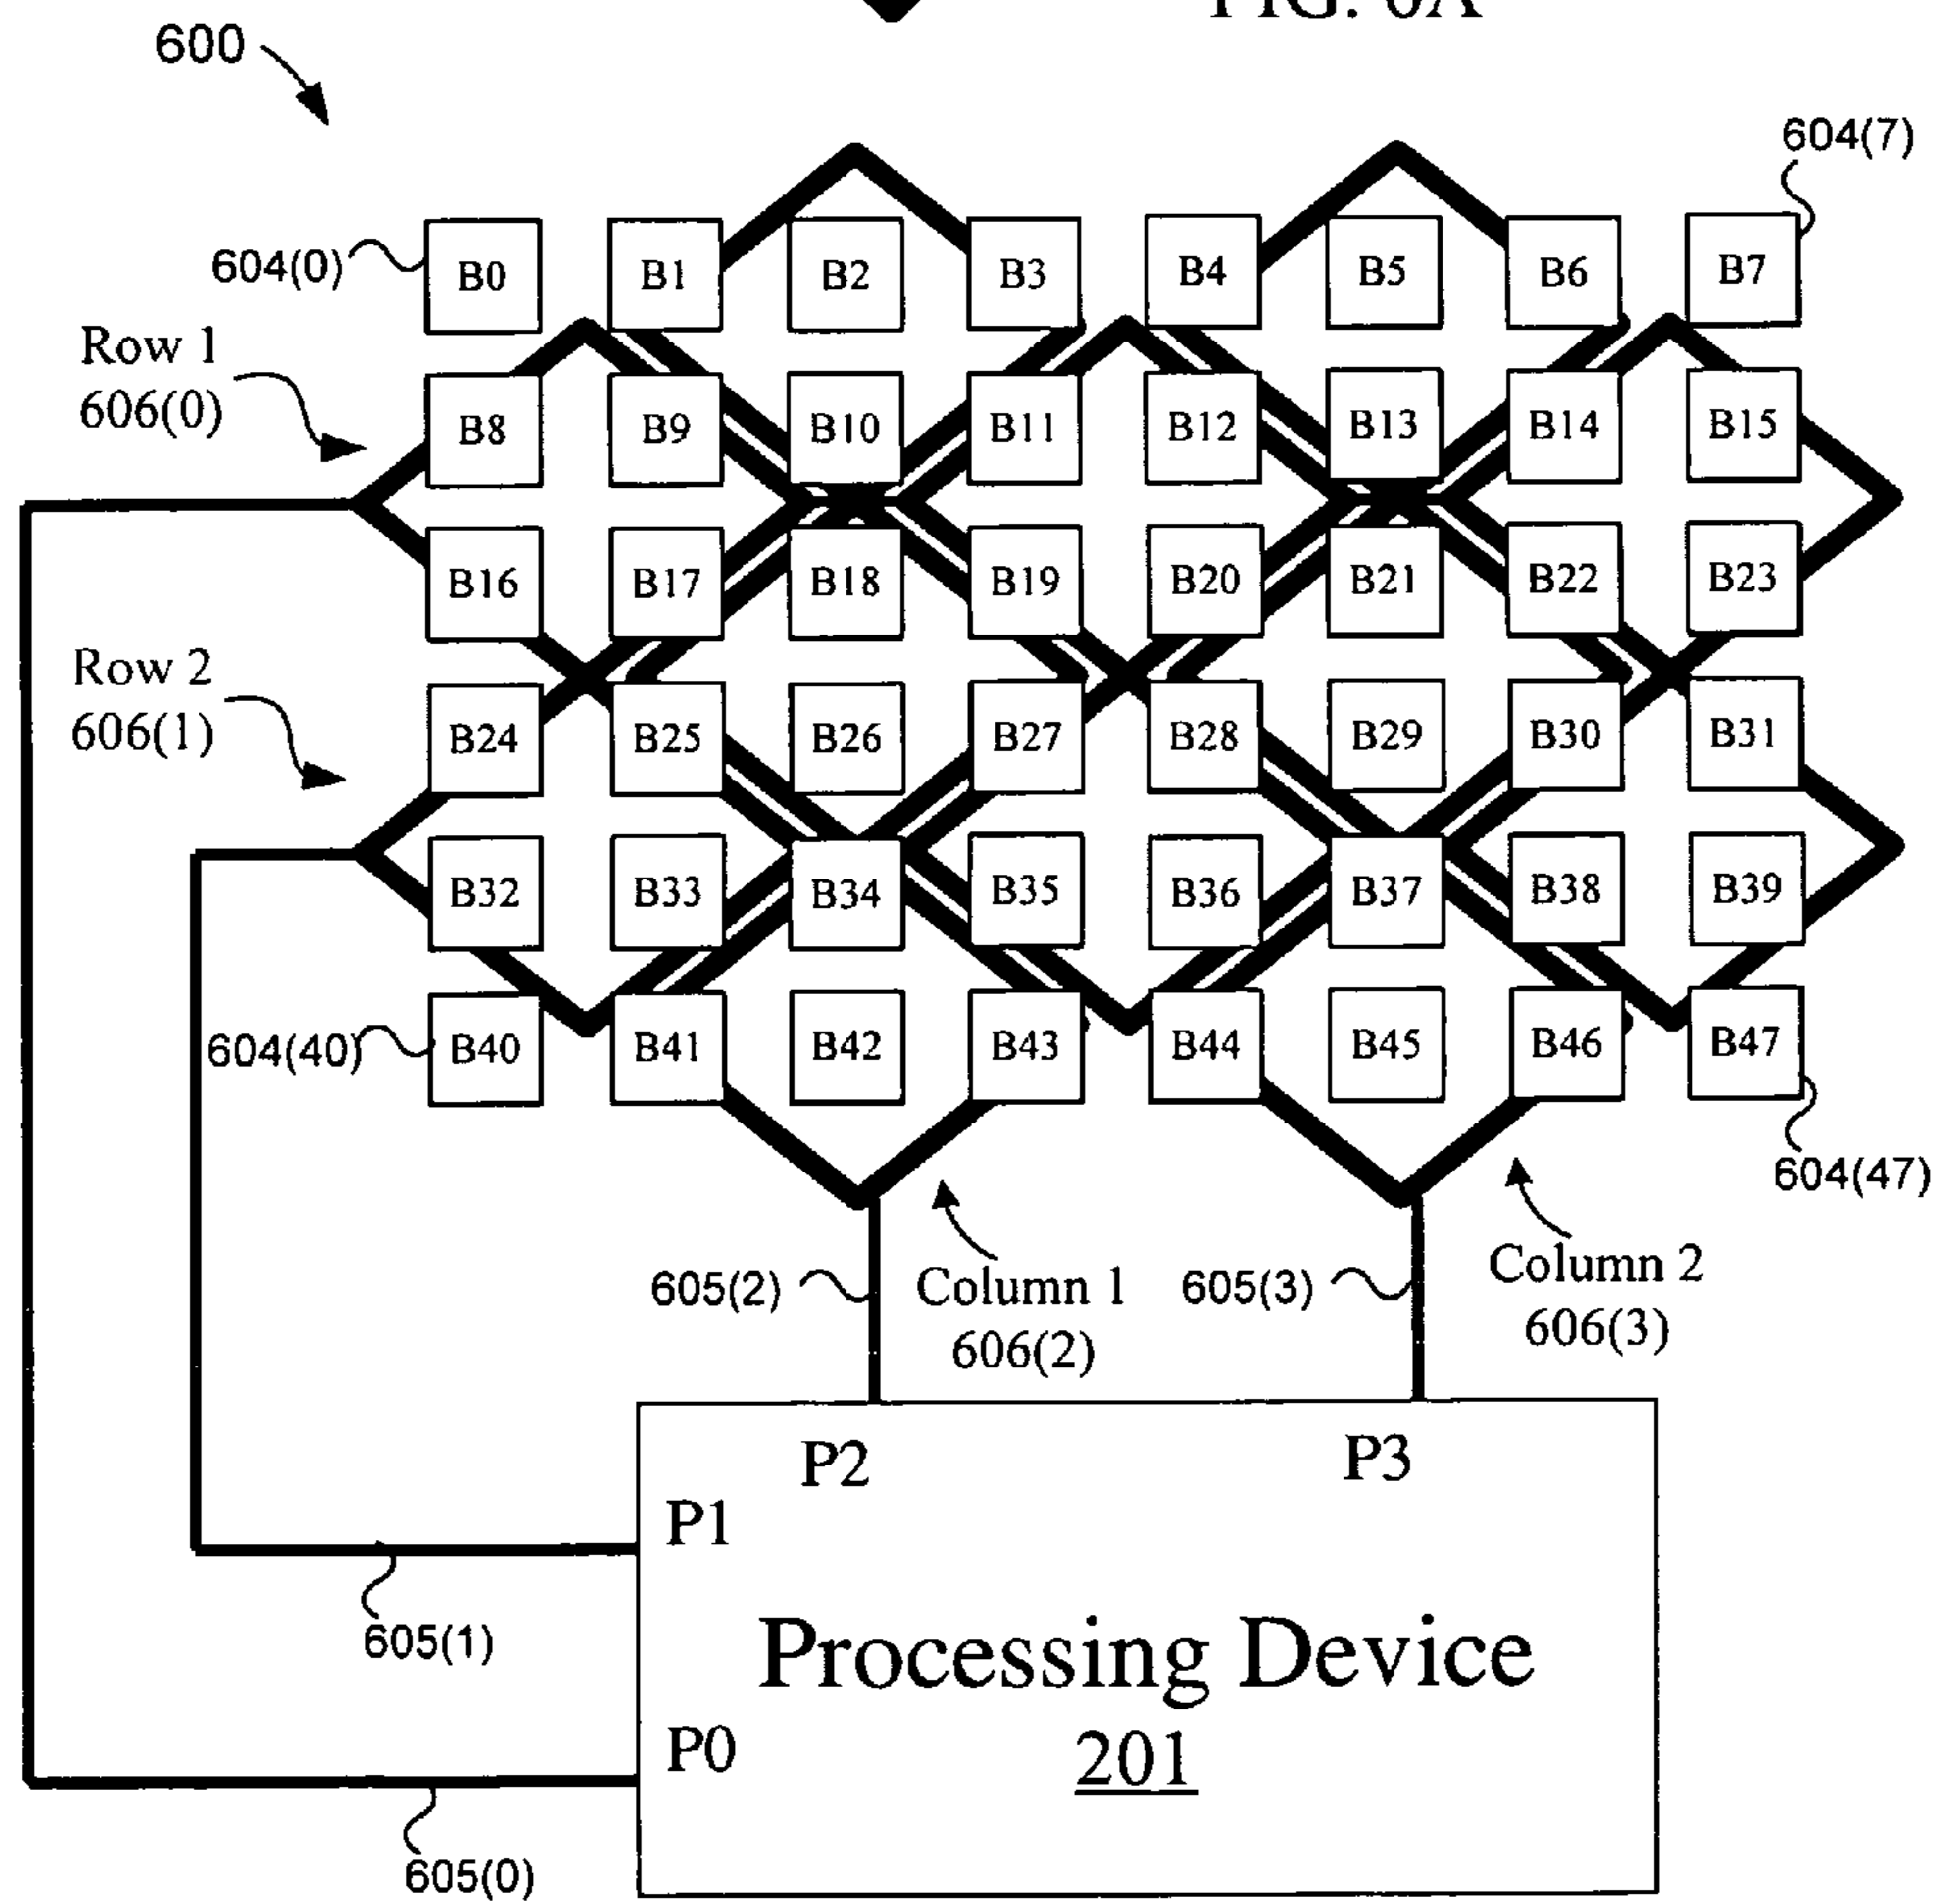 FIG. 6A
600
604(7)
604(0)
B0 B1 B2 B3 B4 B5 B6 B7
Row 1
606(0)
B8 B9 B10 B11 B12 B13 B14 B15
B16 B17 B18 B19 B20 B21 B22 B23
Row 2
606(1)
B24 B25 B26 B27 B28 B29 B30 B31
B32 B33 B34 B35 B36 B37 B38 B39
604(40)
B40 B41 B42 B43 B44 B45 B46 B47
604(47)
605(2)
Column 1
606(2)
605(3)
Column 2
606(3)
P2
P3
P1
605(1)
Processing Device
201
P0
605(0)